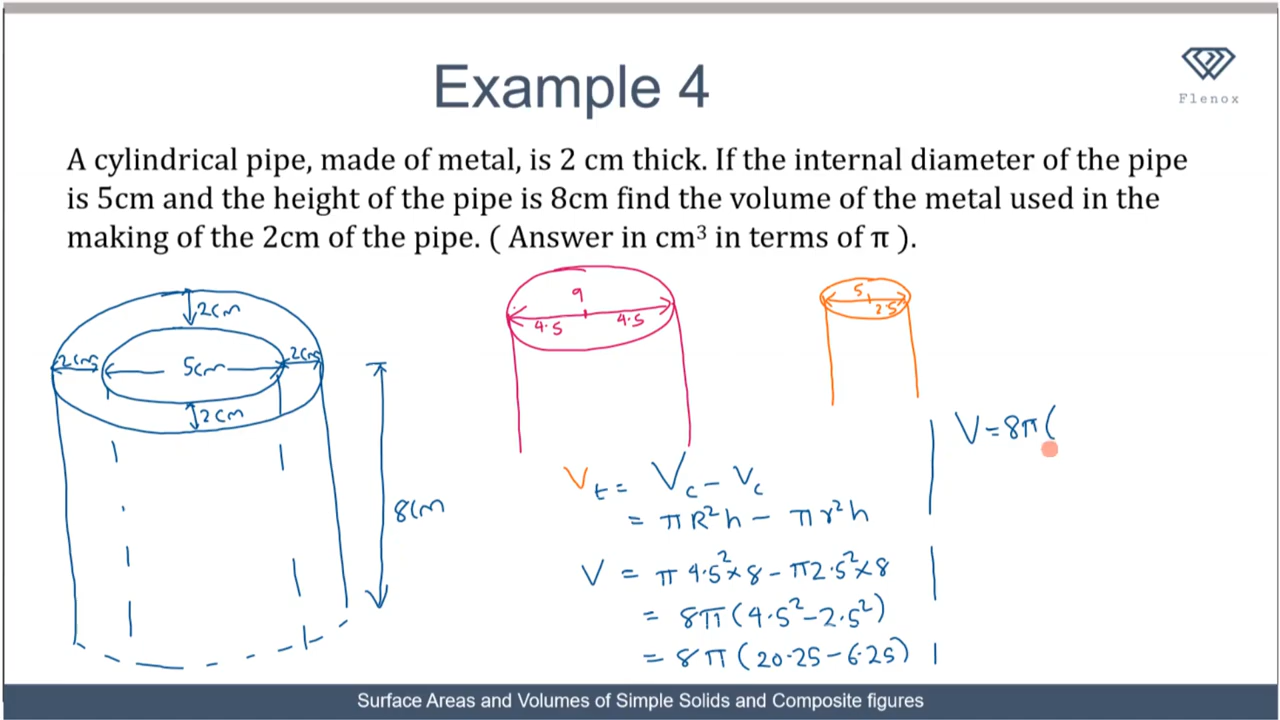 Example 4
Flenox
A cylindrical pipe, made of metal, is 2 cm thick. If the internal diameter of the pipe
is 5cm and the height of the pipe is 8cm find the volume of the metal used in the
making of the 2cm of the pipe. ( Answer in cm³ in terms of π ).
2cm
2cm
5cm
2cm
2cm
8cm
9
4.5
4.5
5
2.5
V = 8π (
Vt = Vc - Vc
= πR²h - πr²h
V = π 4.5² × 8 - π2.5² × 8
= 8π (4.5² - 2.5²)
= 8π (20.25 - 6.25)
Surface Areas and Volumes of Simple Solids and Composite figures